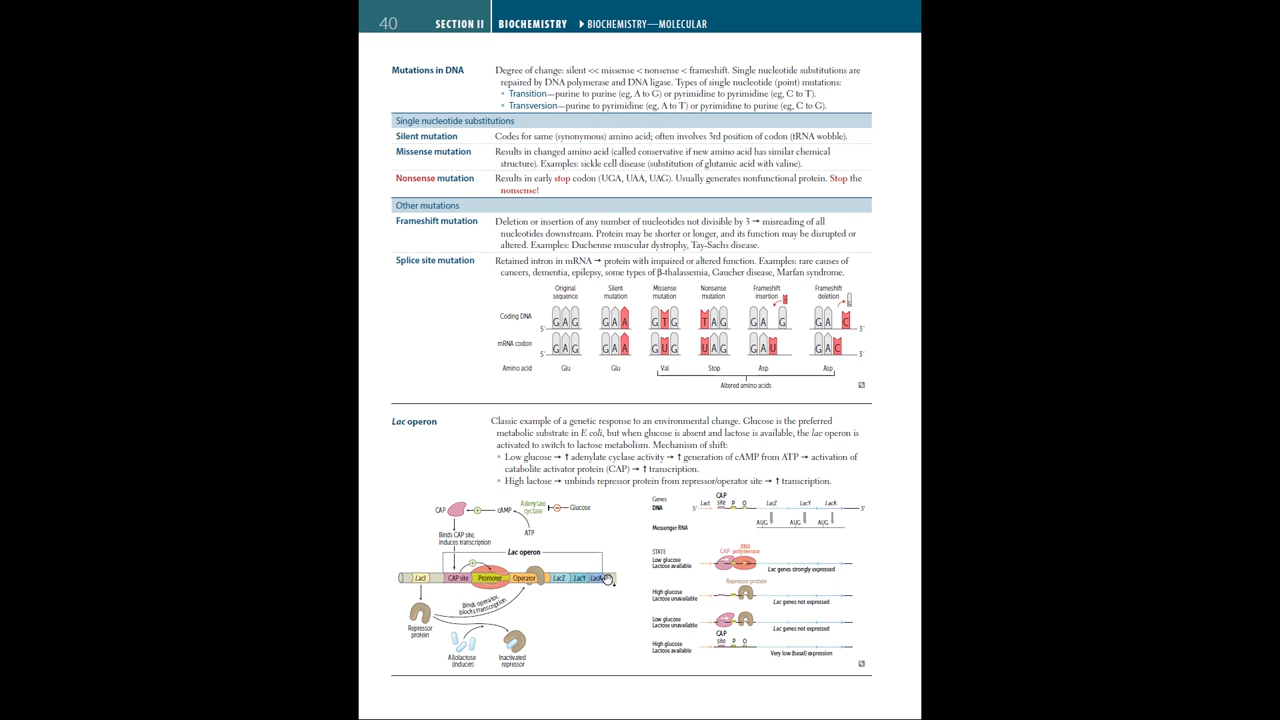 40 SECTION II BIOCHEMISTRY ▶ BIOCHEMISTRY—MOLECULAR
Mutations in DNA
Degree of change: silent << missense < nonsense < frameshift. Single nucleotide substitutions are
repaired by DNA polymerase and DNA ligase. Types of single nucleotide (point) mutations:
• Transition—purine to purine (eg, A to G) or pyrimidine to pyrimidine (eg, C to T).
• Transversion—purine to pyrimidine (eg, A to T) or pyrimidine to purine (eg, C to G).
Single nucleotide substitutions
Silent mutation
Codes for same (synonymous) amino acid; often involves 3rd position of codon (tRNA wobble).
Missense mutation
Results in changed amino acid (called conservative if new amino acid has similar chemical
structure). Examples: sickle cell disease (substitution of glutamic acid with valine).
Nonsense mutation
Results in early stop codon (UGA, UAA, UAG). Usually generates nonfunctional protein. Stop the
nonsense!
Other mutations
Frameshift mutation
Deletion or insertion of any number of nucleotides not divisible by 3 → misreading of all
nucleotides downstream. Protein may be shorter or longer, and its function may be disrupted or
altered. Examples: Duchenne muscular dystrophy, Tay-Sachs disease.
Splice site mutation
Retained intron in mRNA → protein with impaired or altered function. Examples: rare causes of
cancers, dementia, epilepsy, some types of β-thalassemia, Gaucher disease, Marfan syndrome.
Original sequence
Silent mutation
Missense mutation
Nonsense mutation
Frameshift insertion
Frameshift deletion
Coding DNA
5' G A G G A A G T G T A G G A G G A C 3'
mRNA codon
5' G A G G A A G U G U A G G A U G A C 3'
Amino acid Glu Glu Val Stop Asp Asp
Altered amino acids
Lac operon
Classic example of a genetic response to an environmental change. Glucose is the preferred
metabolic substrate in E coli, but when glucose is absent and lactose is available, the lac operon is
activated to switch to lactose metabolism. Mechanism of shift:
• Low glucose → ↑ adenylate cyclase activity → ↑ generation of cAMP from ATP → activation of
catabolite activator protein (CAP) → ↑ transcription.
• High lactose → unbinds repressor protein from repressor/operator site → ↑ transcription.
CAP + cAMP
Adenylate
cyclase
Glucose
ATP
Binds CAP site,
induces transcription
Lac operon
LacI CAP site Promoter Operator LacZ LacY LacA
Binds operator,
blocks transcription
Repressor
protein
Allolactose
(inducer)
Inactivated
repressor
Genes
DNA
5' LacI CAP site P O LacZ LacY LacA 3'
Messenger RNA
AUG AUG AUG
STATE
Low glucose
Lactose available
CAP
RNA
polymerase
Lac genes strongly expressed
Repressor protein
High glucose
Lactose unavailable
Lac genes not expressed
Low glucose
Lactose unavailable
Lac genes not expressed
CAP
site P O
High glucose
Lactose available
Very low (basal) expression